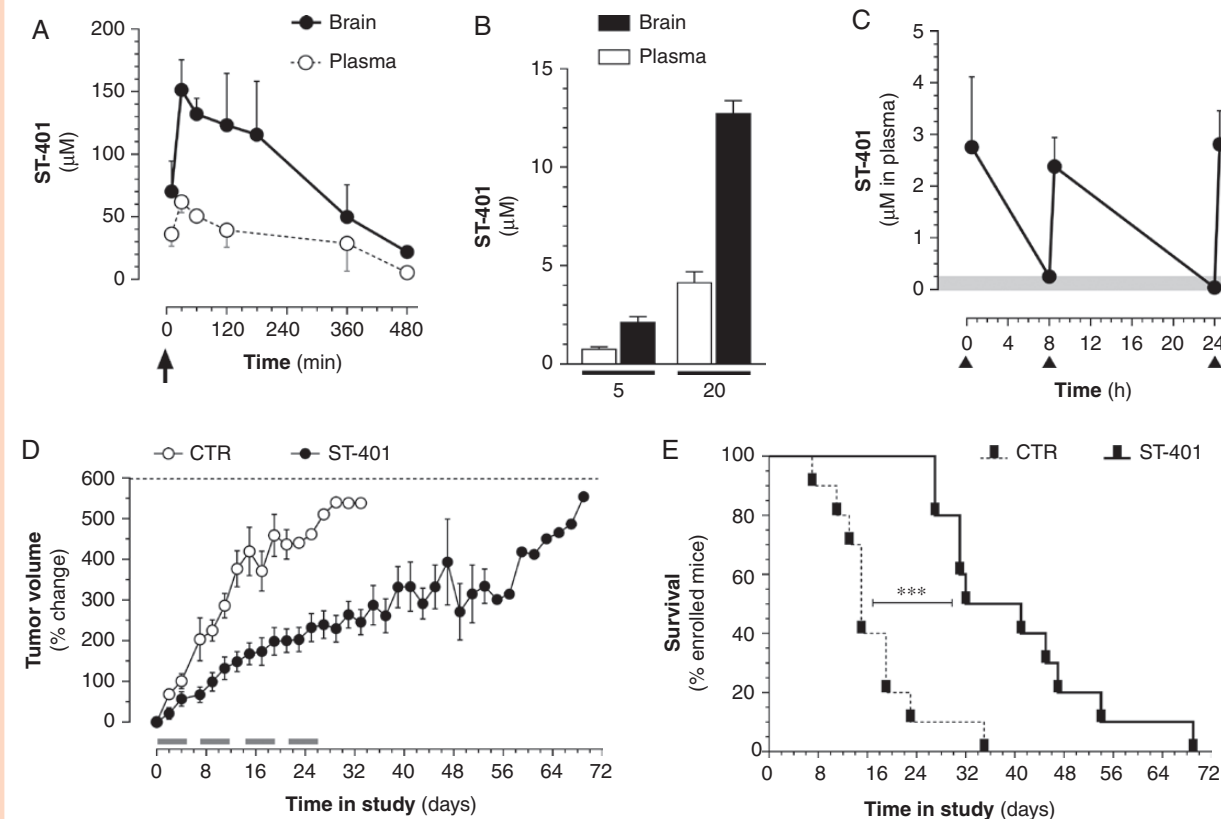 A
200
150
100
50
0
ST-401
(µM)
Brain
Plasma
0 120 240 360 480
Time (min)
B
Brain
Plasma
15
10
5
0
ST-401
(µM)
5 20
C
5
4
3
2
1
0
ST-401
(µM in plasma)
0 4 8 12 16 20 24
Time (h)
D
CTR ST-401
600
500
400
300
200
100
0
Tumor volume
(% change)
0 8 16 24 32 40 48 56 64 72
Time in study (days)
E
CTR ST-401
100
80
60
40
20
0
Survival
(% enrolled mice)
***
0 8 16 24 32 40 48 56 64 72
Time in study (days)